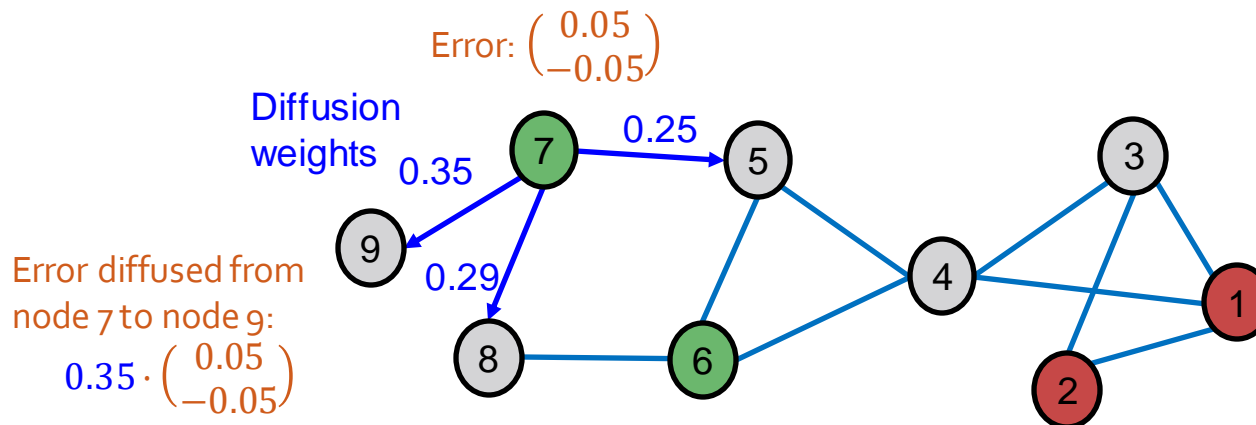 Error: (0.05
-0.05)
Diffusion
weights
0.35
0.25
0.29
7
5
3
9
4
1
8
6
2
Error diffused from
node 7 to node 9:
0.35 · (0.05
−0.05)